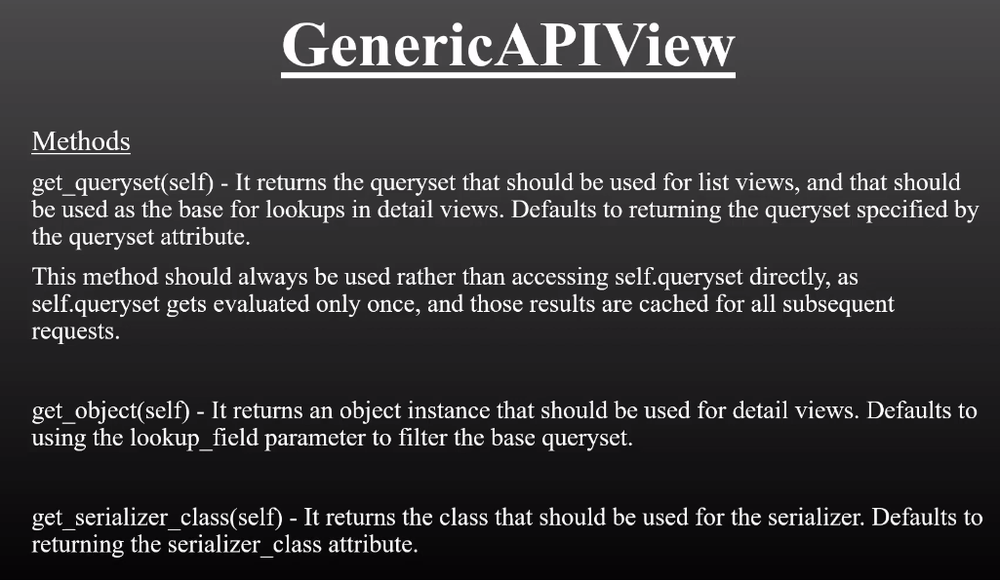 GenericAPIView
Methods
get_queryset(self) - It returns the queryset that should be used for list views, and that should
be used as the base for lookups in detail views. Defaults to returning the queryset specified by
the queryset attribute.
This method should always be used rather than accessing self.queryset directly, as
self.queryset gets evaluated only once, and those results are cached for all subsequent
requests.
get_object(self) - It returns an object instance that should be used for detail views. Defaults to
using the lookup_field parameter to filter the base queryset.
get_serializer_class(self) - It returns the class that should be used for the serializer. Defaults to
returning the serializer_class attribute.